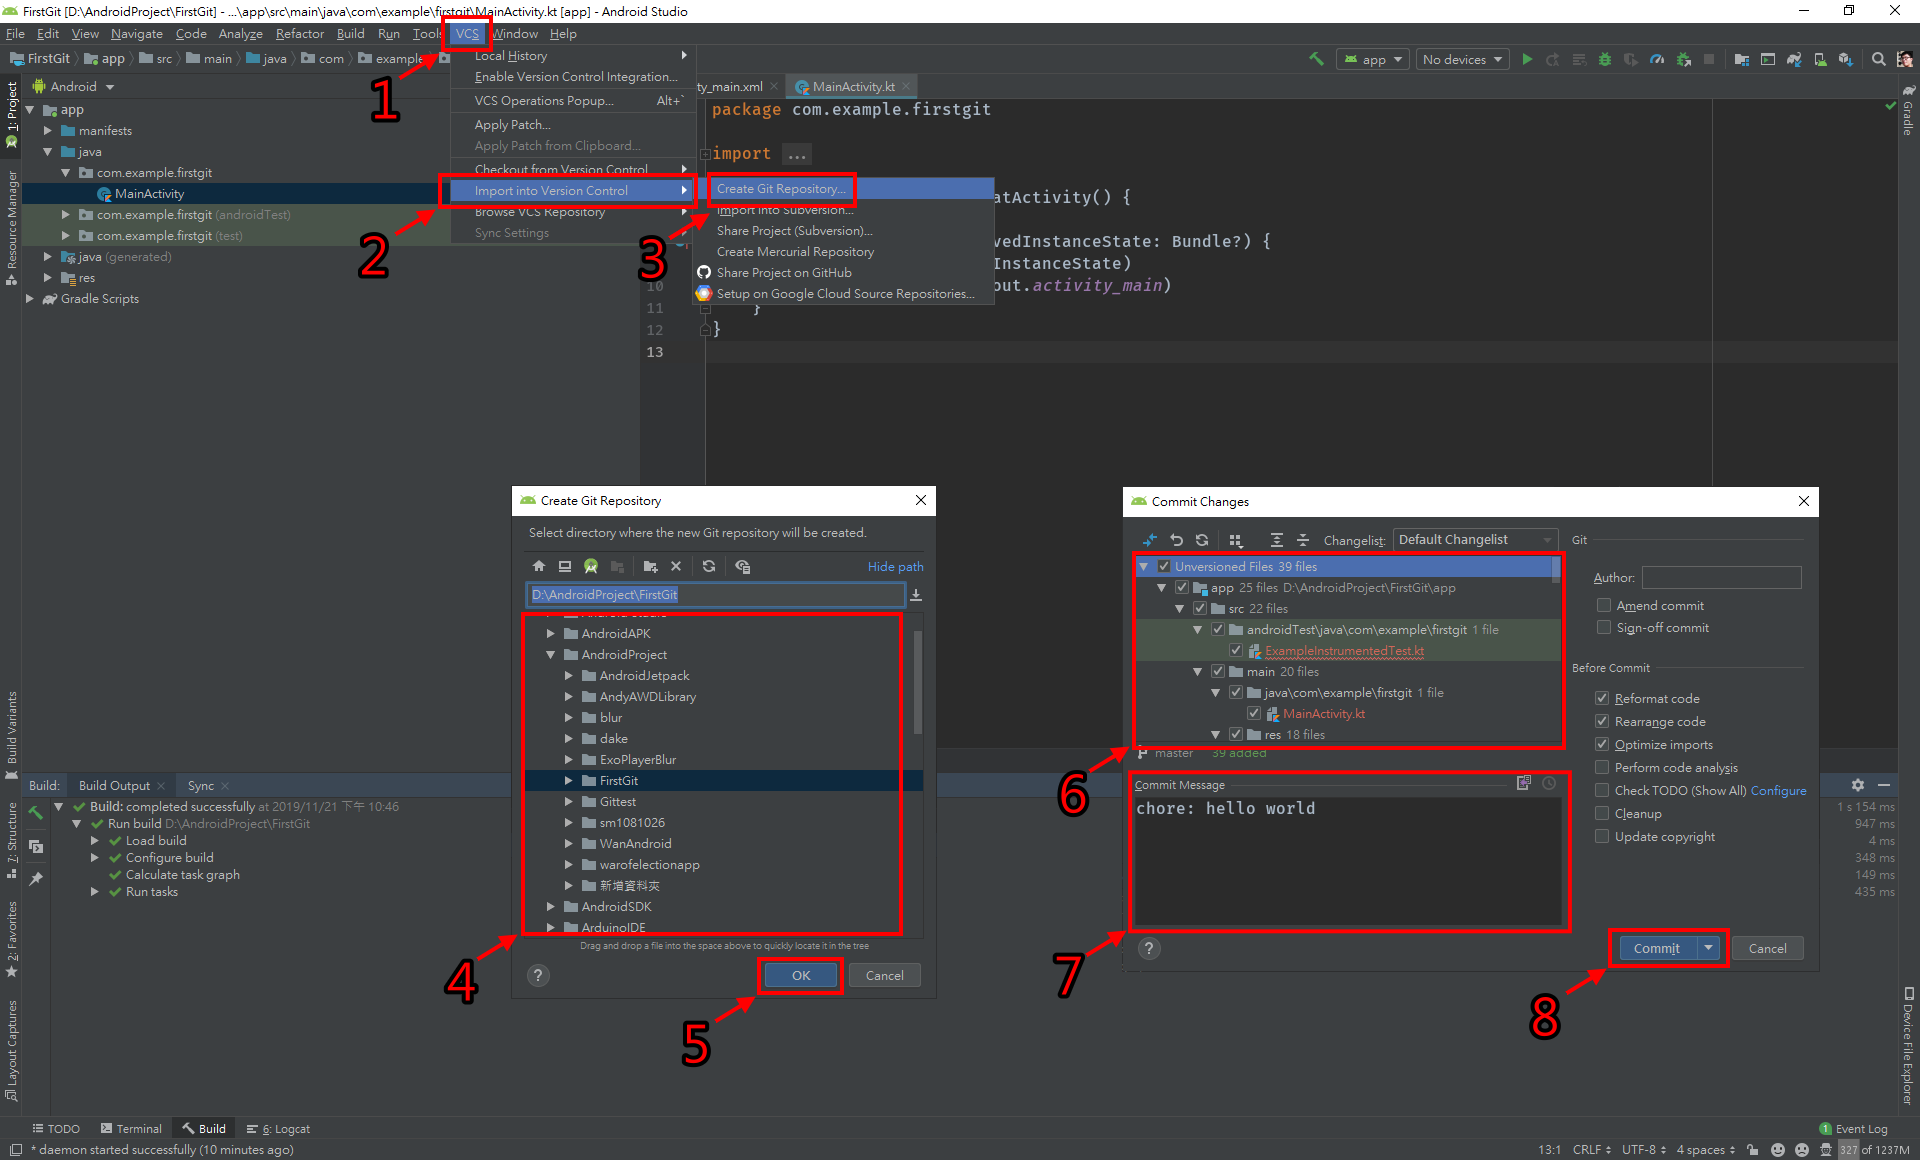 FirstGit [D:\AndroidProject\FirstGit] - ...\app\src\main\java\com\example\firstgit\MainActivity.kt [app] - Android Studio
File Edit View Navigate Code Analyze Refactor Build Run Tools VCS Window Help
FirstGit app src main java com example
app No devices
1
Local History
Enable Version Control Integration...
VCS Operations Popup... Alt+`
Apply Patch...
Apply Patch from Clipboard...
Checkout from Version Control
Import into Version Control
Browse VCS Repository
Sync Settings
2
Create Git Repository...
Import into Subversion...
Share Project (Subversion)...
Create Mercurial Repository
Share Project on GitHub
Setup on Google Cloud Source Repositories...
3
1: Project
Resource Manager
Build Variants
7: Structure
2: Favorites
Layout Captures
Gradle
Device File Explorer
Android
app
manifests
java
com.example.firstgit
MainActivity
com.example.firstgit (androidTest)
com.example.firstgit (test)
java (generated)
res
Gradle Scripts
ty_main.xml MainActivity.kt
package com.example.firstgit
import ...
atActivity() {
vedInstanceState: Bundle?) {
InstanceState)
10 out.activity_main)
11 }
12 }
13
Create Git Repository
Select directory where the new Git repository will be created.
Hide path
D:\AndroidProject\FirstGit
AndroidAPK
AndroidProject
AndroidJetpack
AndyAWDLibrary
blur
dake
ExoPlayerBlur
FirstGit
Gittest
sm1081026
WanAndroid
warofelectionapp
新增資料夾
AndroidSDK
ArduinoIDE
Drag and drop a file into the space above to quickly locate it in the tree
? OK Cancel
4
5
Commit Changes
Changelist: Default Changelist
Unversioned Files 39 files
app 25 files D:\AndroidProject\FirstGit\app
src 22 files
androidTest\java\com\example\firstgit 1 file
ExampleInstrumentedTest.kt
main 20 files
java\com\example\firstgit 1 file
MainActivity.kt
res 18 files
master 39 added
6
Commit Message
chore: hello world
7
Git
Author:
Amend commit
Sign-off commit
Before Commit
Reformat code
Rearrange code
Optimize imports
Perform code analysis
Check TODO (Show All) Configure
Cleanup
Update copyright
? Commit Cancel
8
Build: Build Output Sync
Build: completed successfully at 2019/11/21 下午 10:46
Run build D:\AndroidProject\FirstGit
Load build
Configure build
Calculate task graph
Run tasks
1 s 154 ms
947 ms
4 ms
348 ms
149 ms
435 ms
TODO Terminal Build 6: Logcat 1 Event Log
* daemon started successfully (10 minutes ago) 13:1 CRLF UTF-8 4 spaces 327 of 1237M